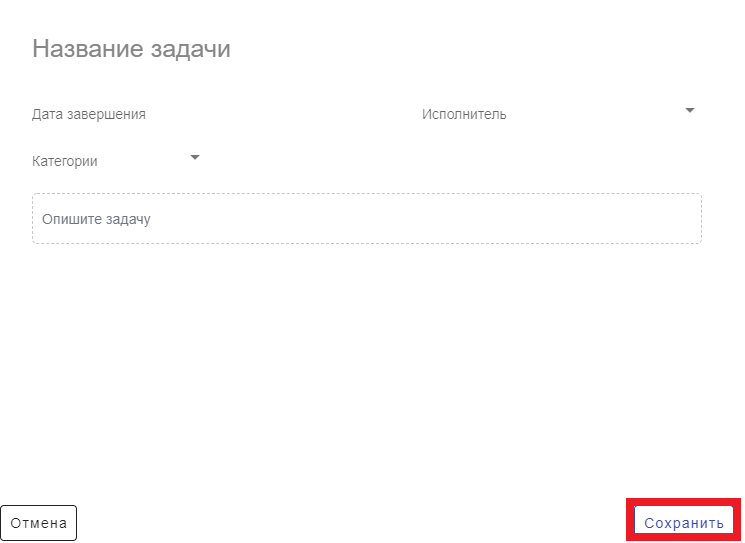 Название задачи
Дата завершения Исполнитель
Категории
Опишите задачу
Отмена Сохранить